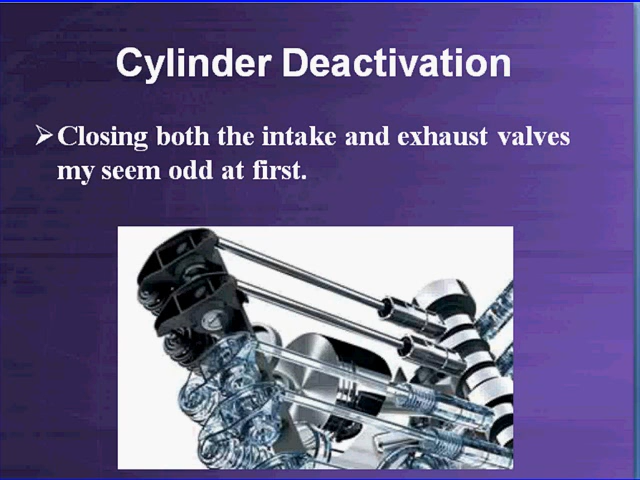 Cylinder Deactivation
➢Closing both the intake and exhaust valves
my seem odd at first.